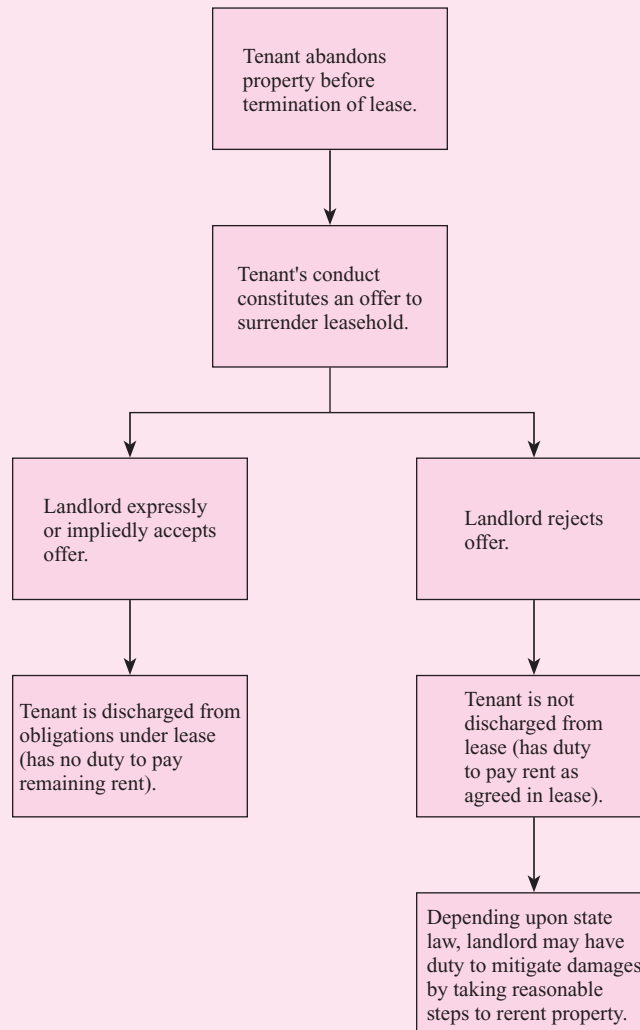 Tenant abandons
property before
termination of lease.
Tenant's conduct
constitutes an offer to
surrender leasehold.
Landlord expressly
or impliedly accepts
offer.
Landlord rejects
offer.
Tenant is discharged from
obligations under lease
(has no duty to pay
remaining rent).
Tenant is not
discharged from
lease (has duty
to pay rent as
agreed in lease).
Depending upon state
law, landlord may have
duty to mitigate damages
by taking reasonable
steps to rerent property.